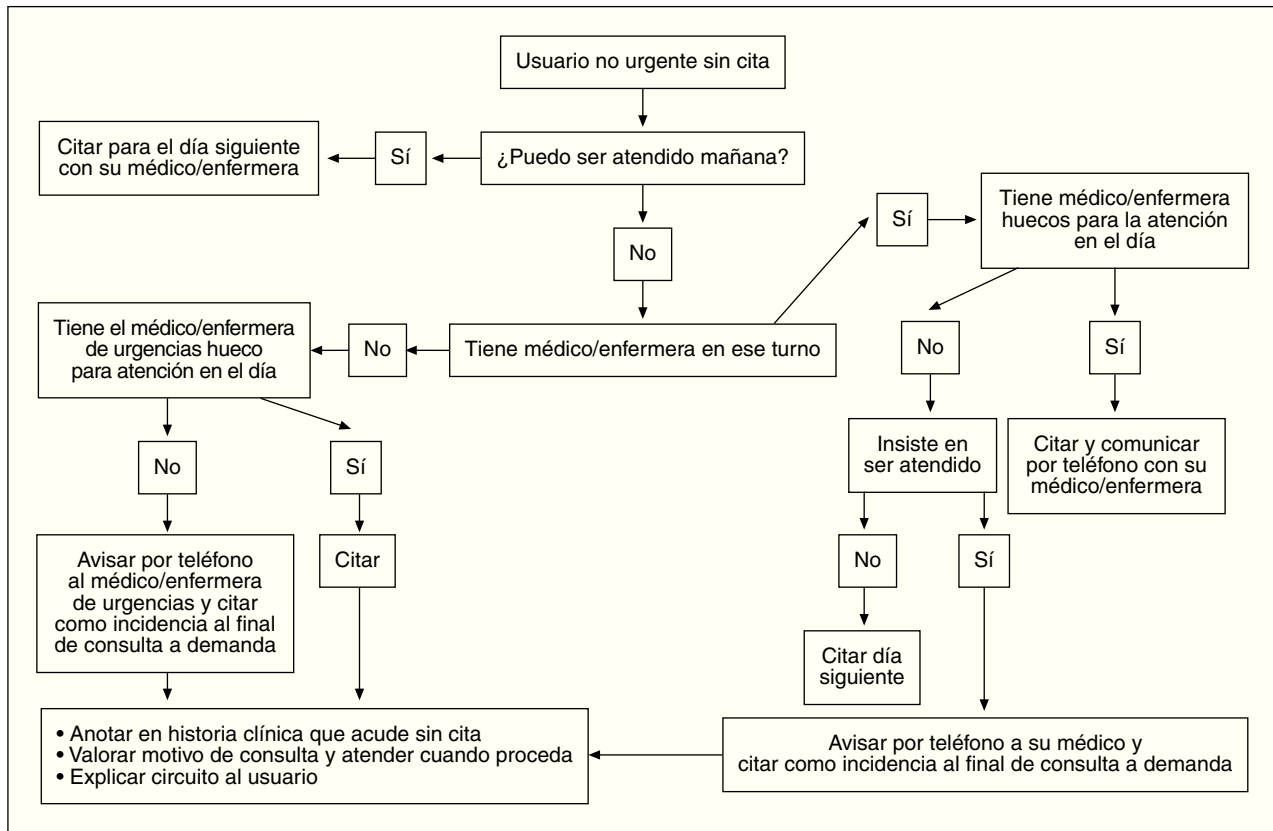 Usuario no urgente sin cita
¿Puedo ser atendido mañana?
Sí
Citar para el día siguiente
con su médico/enfermera
No
Tiene médico/enfermera en ese turno
Sí
Tiene médico/enfermera
huecos para la atención
en el día
No
Sí
Insiste en
ser atendido
Citar y comunicar
por teléfono con su
médico/enfermera
No
Sí
Citar día
siguiente
Avisar por teléfono a su médico y
citar como incidencia al final de consulta a demanda
No
Tiene el médico/enfermera
de urgencias hueco
para atención en el día
No
Sí
Avisar por teléfono
al médico/enfermera
de urgencias y citar
como incidencia al final
de consulta a demanda
Citar
• Anotar en historia clínica que acude sin cita
• Valorar motivo de consulta y atender cuando proceda
• Explicar circuito al usuario